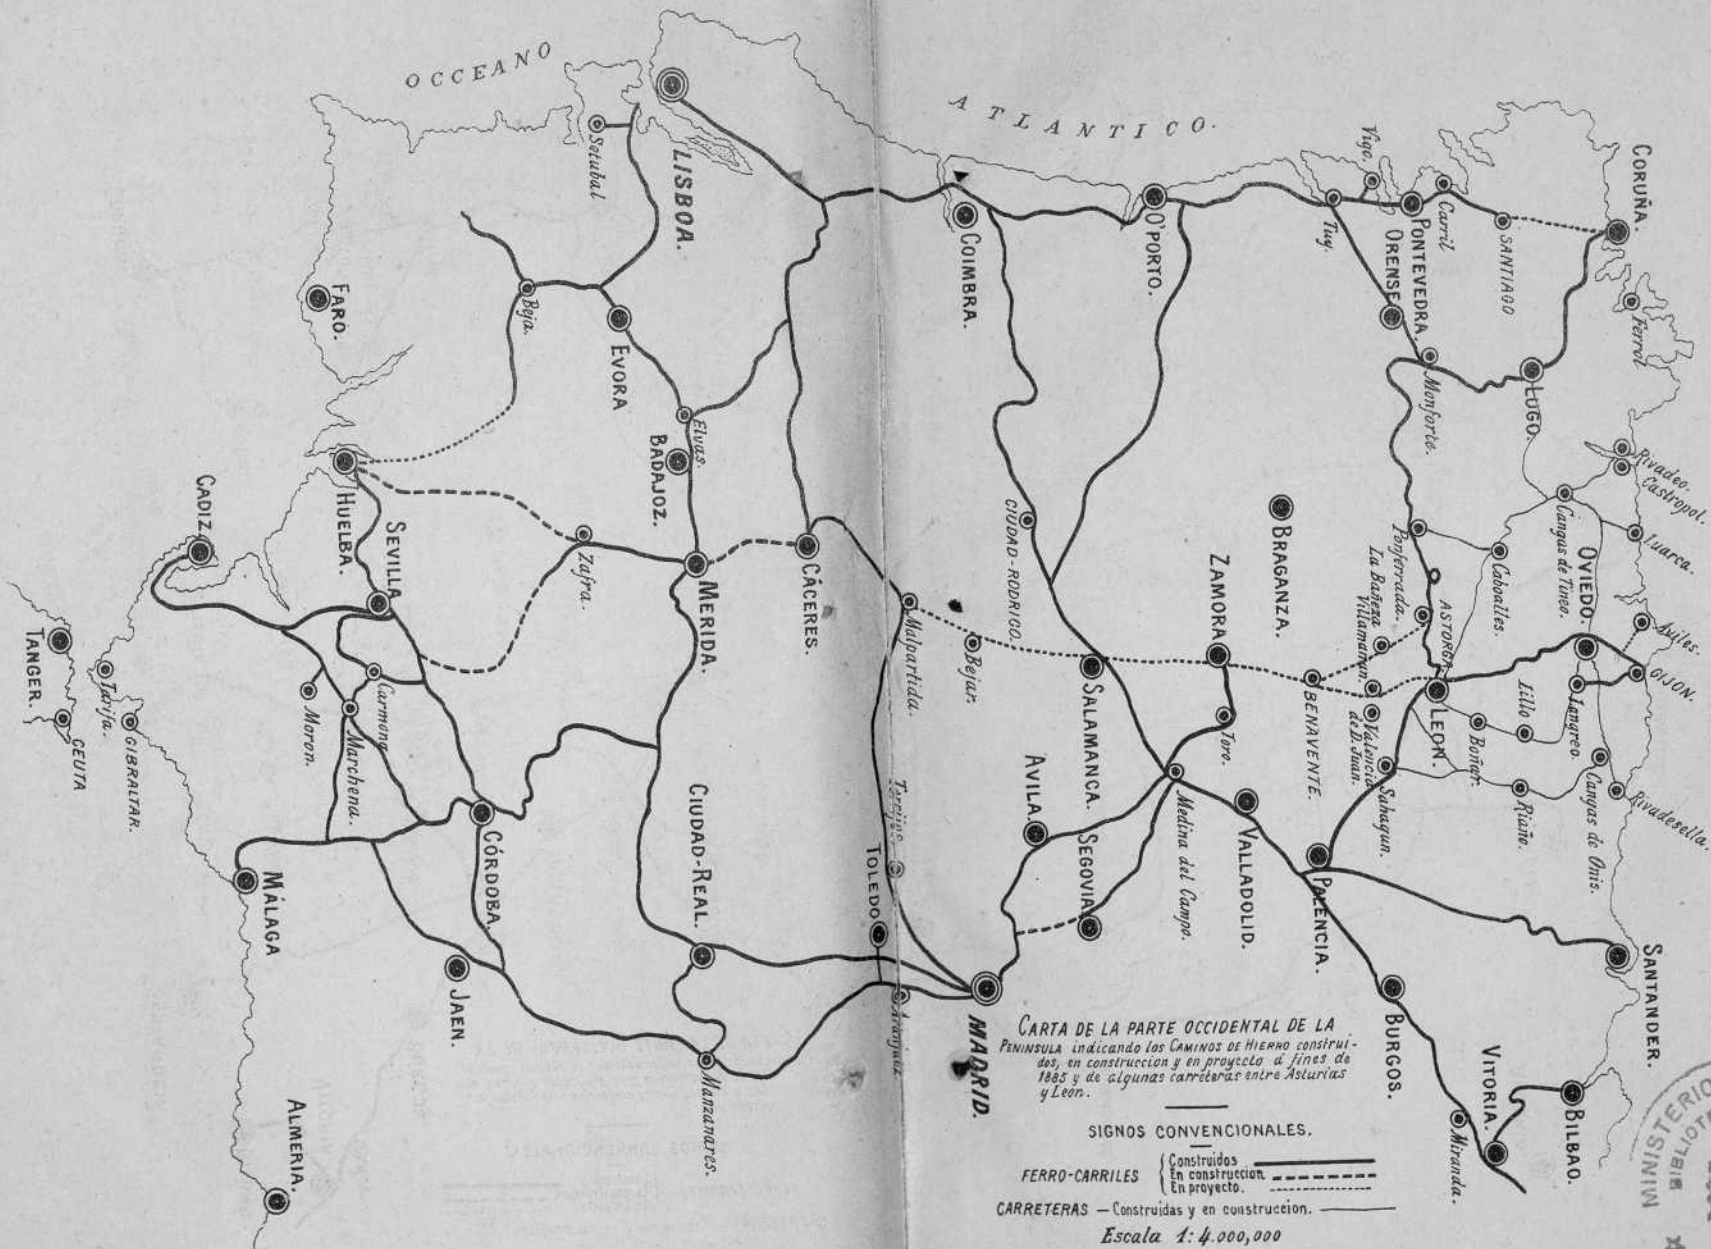 OCCEANO
ATLANTICO.
CORUÑA.
Ferrol
SANTIAGO
Carril
Vigo.
PONTEVEDRA.
ORENSE
Tuy.
LUGO.
Monforte.
Rivadeo.
Castropol.
Luarca.
Cangas de Tineo.
OVIEDO.
Aviles.
GIJON.
Caboalles.
Ponferrada.
La Bañeza
Villamañan.
ASTORGA.
LEON.
Lillo
Langreo.
Boñar.
Cangas de Onis.
Rivadesella.
Riaño.
Sahagun.
Valencia
de D. Juan.
BENAVENTE.
O'PORTO.
COIMBRA.
BRAGANZA.
ZAMORA
Toro.
CIUDAD-RODRIGO.
SALAMANCA.
Bejar.
Malpartida.
Medina del Campo.
VALLADOLID.
PALENCIA.
SANTANDER.
BURGOS.
VITORIA.
BILBAO.
Miranda.
AVILA
SEGOVIA
MADRID.
LISBOA.
Setubal
Beja.
EVORA
Elvas.
BADAJOZ.
MERIDA.
CÁCERES.
FARO.
HUELBA.
Zafra.
SEVILLA
CADIZ.
Carmona.
Marchena.
Moron.
TANGER.
Tarifa.
GIBRALTAR.
CEUTA
CÓRDOBA.
MÁLAGA
JAEN.
ALMERIA.
CIUDAD-REAL.
Manzanares.
TOLEDO
Torrijos
Aranjuez
CARTA DE LA PARTE OCCIDENTAL DE LA
PENINSULA indicando los CAMINOS DE HIERRO construi-
dos, en construccion y en proyecto á fines de
1885 y de algunas carreteras entre Asturias
y Leon.
SIGNOS CONVENCIONALES.
FERRO-CARRILES
Construidos
En construccion
En proyecto.
CARRETERAS — Construidas y en construccion.
Escala 1: 4.000,000
MINISTERIO
BIBLIOTE